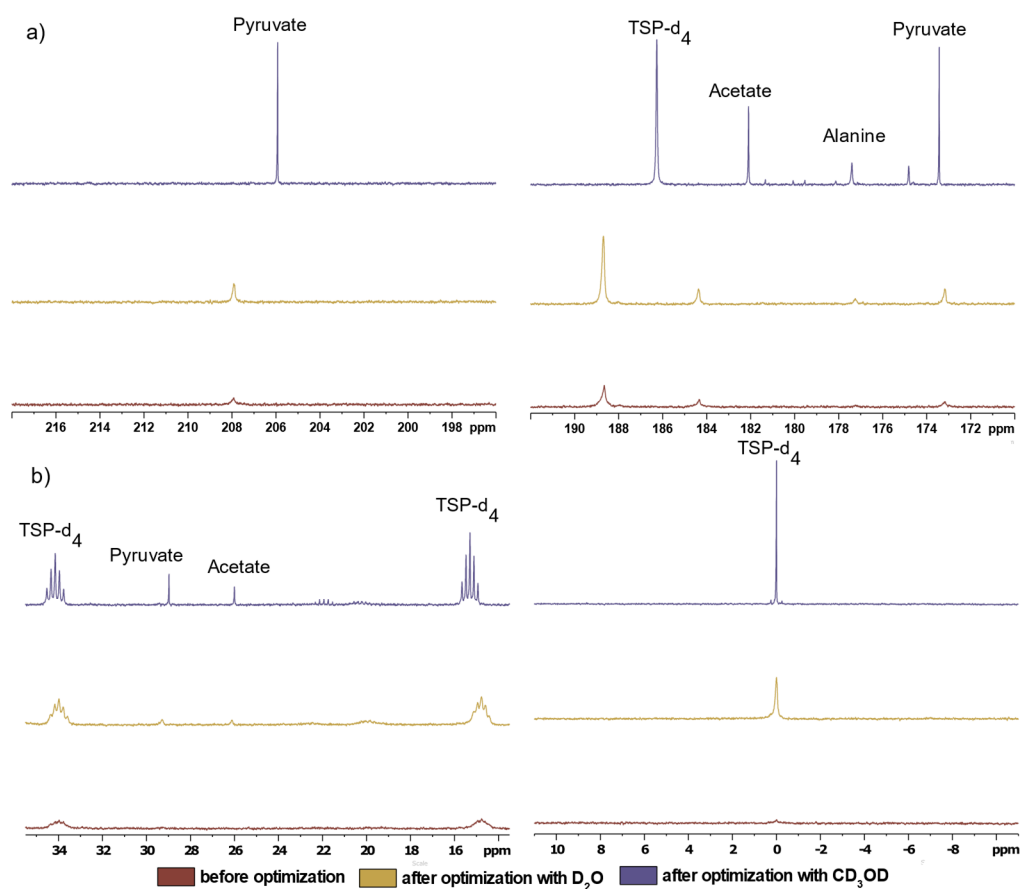 a)
Pyruvate
TSP-d4
Acetate
Alanine
Pyruvate
216 214 212 210 208 206 204 202 200 198 ppm
190 188 186 184 182 180 178 176 174 172 ppm
b)
TSP-d4
Pyruvate
Acetate
TSP-d4
TSP-d4
34 32 30 28 26 24 22 20 18 16 ppm
10 8 6 4 2 0 -2 -4 -6 -8 ppm
Scale
before optimization after optimization with D2O after optimization with CD3OD